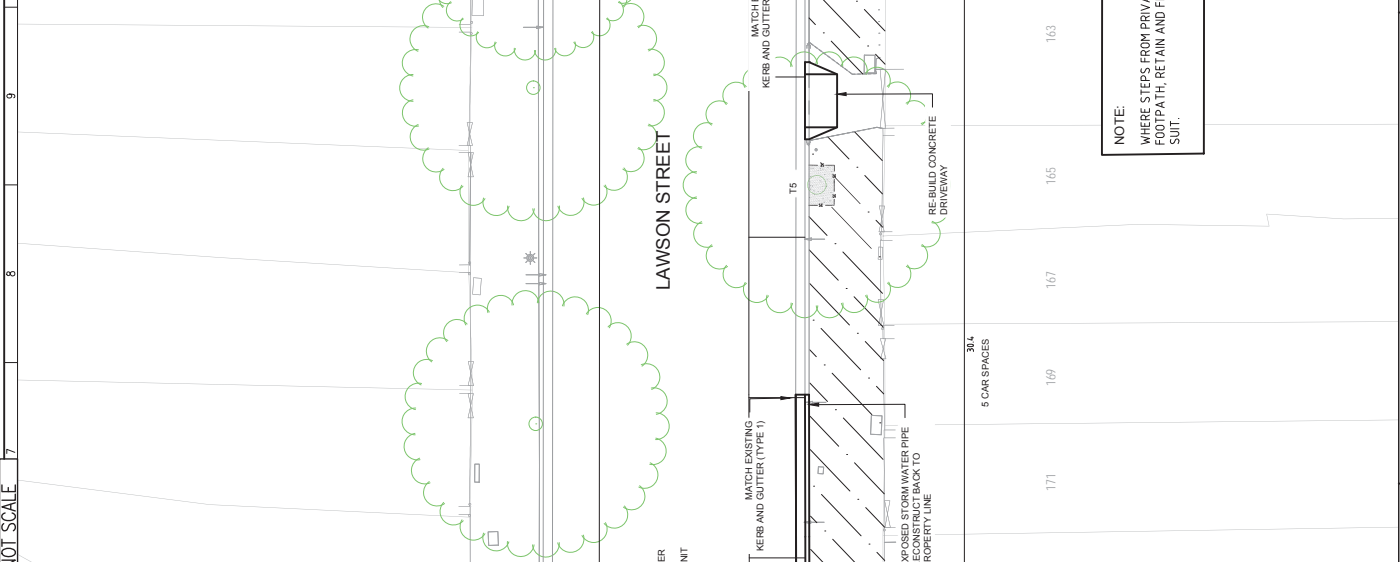 9
8
7
NOT SCALE
LAWSON STREET
KERB AND GUTTER
T5
RE-BUILD CONCRETE
DRIVEWAY
MATCH EXISTING
KERB AND GUTTER (TYPE 1)
XPOSED STORM WATER PIPE
ECONSTRUCT BACK TO
ROPERTY LINE
30.4
5 CAR SPACES
163
165
167
169
171
NOTE:
WHERE STEPS FROM PRIVA
FOOTPATH, RETAIN AND F
SUIT.
ER
NIT